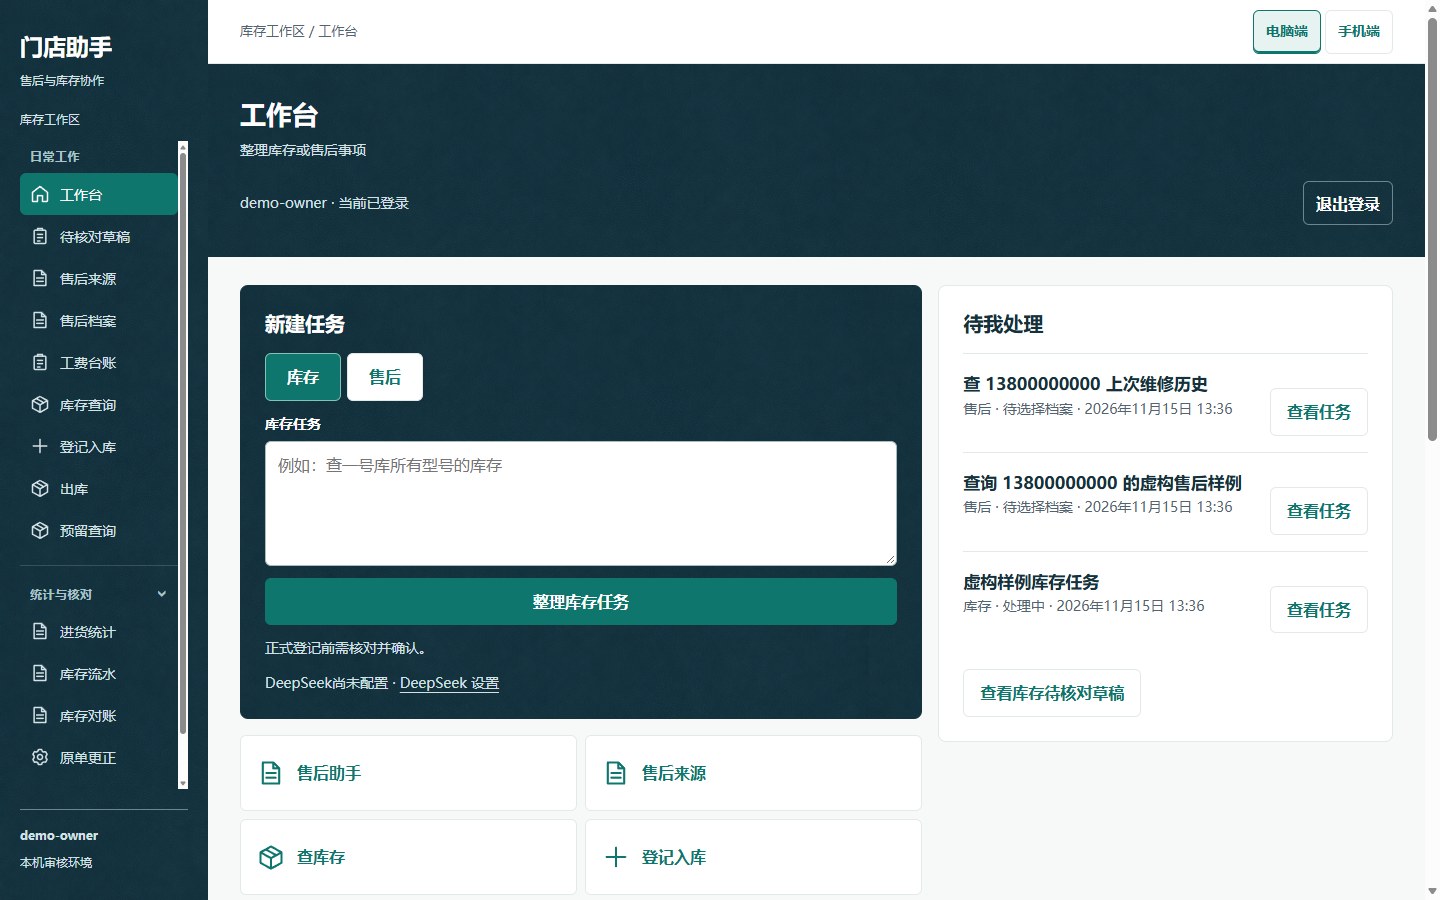 门店助手
售后与库存协作
库存工作区
日常工作
工作台
待核对草稿
售后来源
售后档案
工费台账
库存查询
登记入库
出库
预留查询
统计与核对
进货统计
库存流水
库存对账
原单更正
demo-owner
本机审核环境
库存工作区 / 工作台
电脑端
手机端
工作台
整理库存或售后事项
demo-owner · 当前已登录
退出登录
新建任务
库存
售后
库存任务
例如：查一号库所有型号的库存
整理库存任务
正式登记前需核对并确认。
DeepSeek尚未配置 · DeepSeek 设置
售后助手
售后来源
查库存
登记入库
待我处理
查 13800000000 上次维修历史
售后 · 待选择档案 · 2026年11月15日 13:36
查看任务
查询 13800000000 的虚构售后样例
售后 · 待选择档案 · 2026年11月15日 13:36
查看任务
虚构样例库存任务
库存 · 处理中 · 2026年11月15日 13:36
查看任务
查看库存待核对草稿